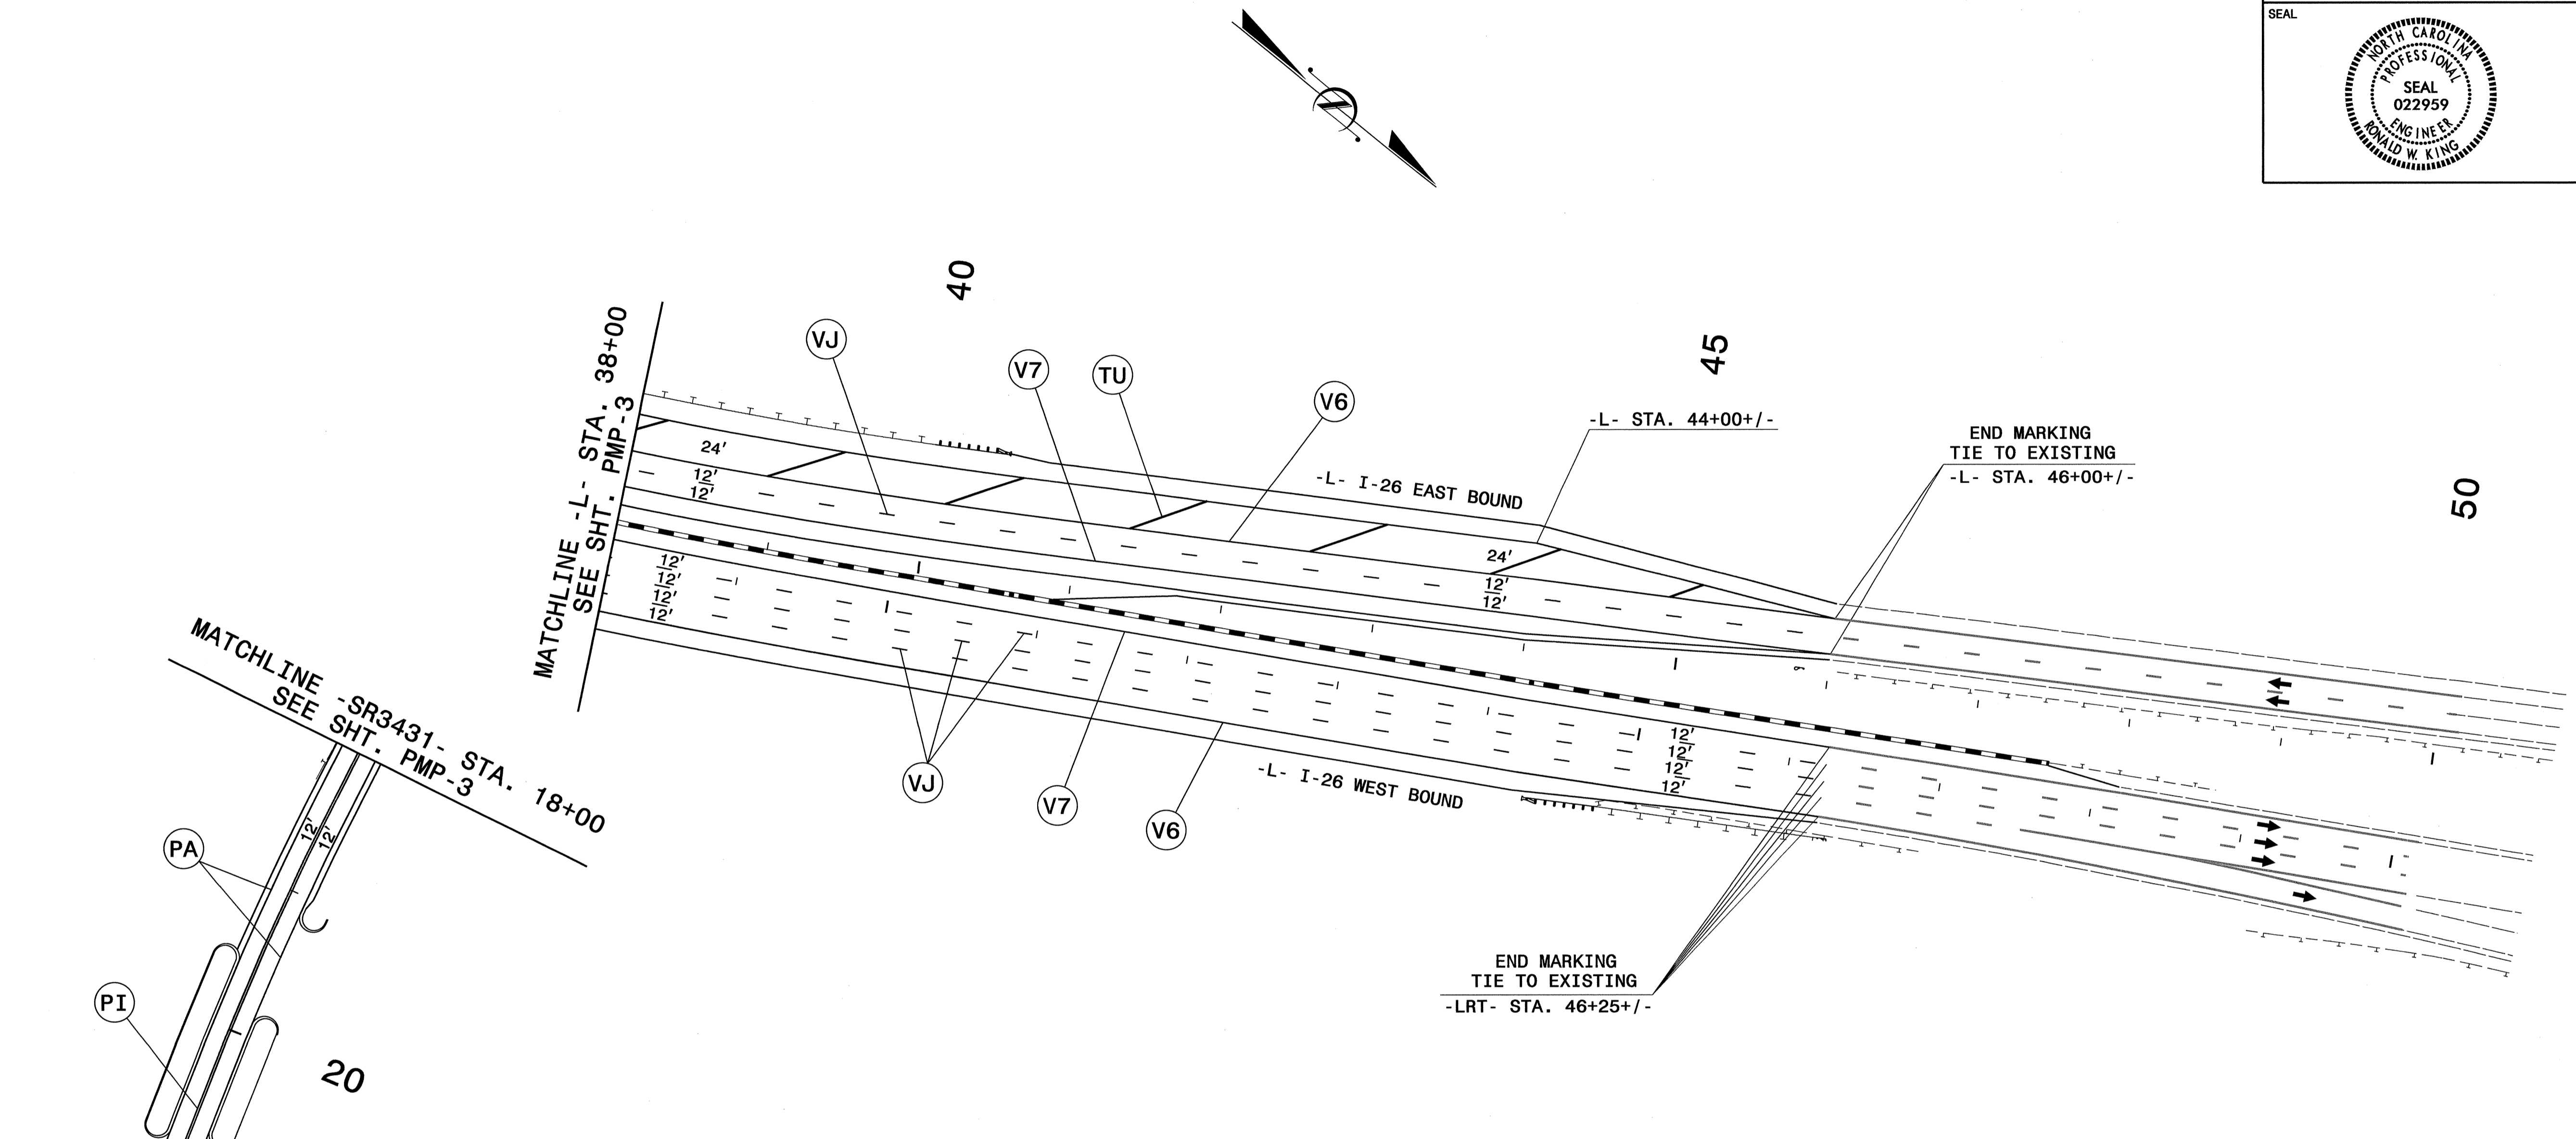 SEAL
NORTH CAROLINA
PROFESSIONAL
SEAL
022959
ENGINEER
RONALD W. KING
N
40
45
50
MATCHLINE -L- STA. 38+00
SEE SHT. PMP-3
VJ
V7
TU
V6
-L- STA. 44+00+/-
END MARKING
TIE TO EXISTING
-L- STA. 46+00+/-
24'
12'
12'
-L- I-26 EAST BOUND
24'
12'
12'
12'
12'
12'
12'
12'
12'
12'
12'
-L- I-26 WEST BOUND
VJ
V7
V6
END MARKING
TIE TO EXISTING
-LRT- STA. 46+25+/-
MATCHLINE -SR3431- STA. 18+00
SEE SHT. PMP-3
12'
12'
PA
PI
20